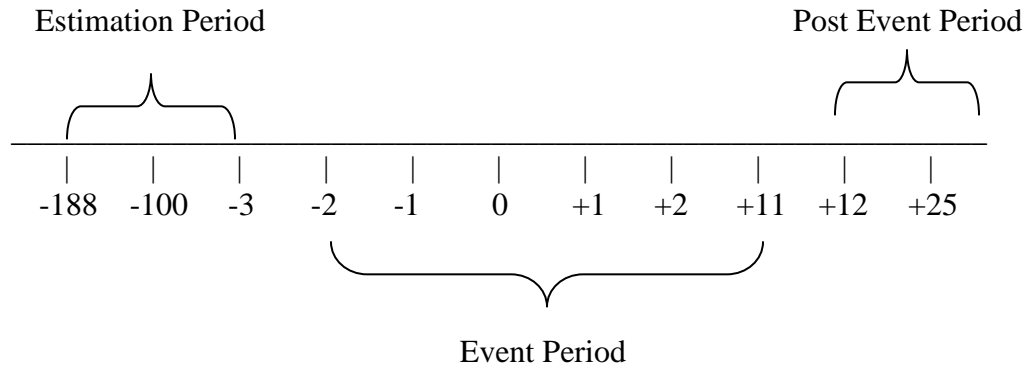 Estimation Period Post Event Period
-188 -100 -3 -2 -1 0 +1 +2 +11 +12 +25
Event Period